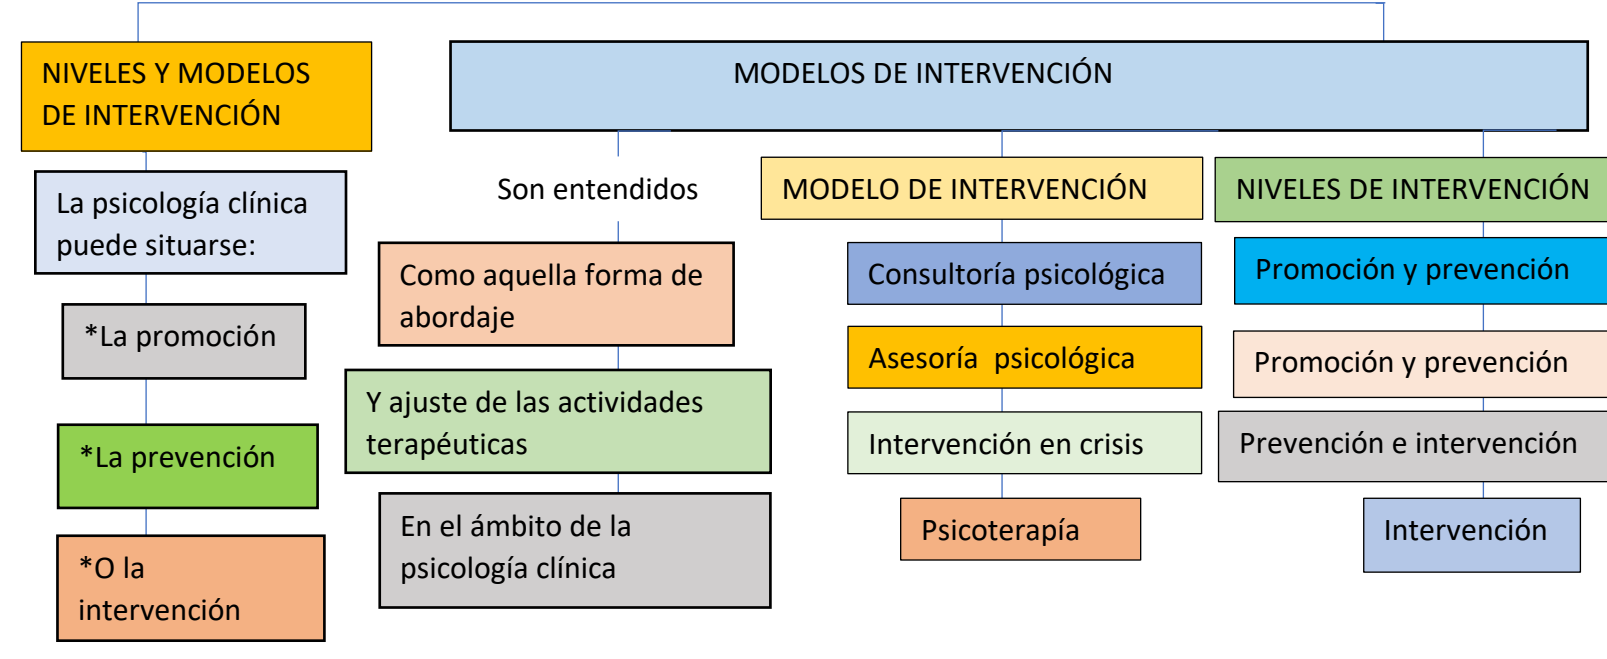 NIVELES Y MODELOS
DE INTERVENCIÓN
La psicología clínica
puede situarse:
*La promoción
*La prevención
*O la
intervención
MODELOS DE INTERVENCIÓN
Son entendidos
Como aquella forma de
abordaje
Y ajuste de las actividades
terapéuticas
En el ámbito de la
psicología clínica
MODELO DE INTERVENCIÓN
Consultoría psicológica
Asesoría  psicológica
Intervención en crisis
Psicoterapía
NIVELES DE INTERVENCIÓN
Promoción y prevención
Promoción y prevención
Prevención e intervención
Intervención